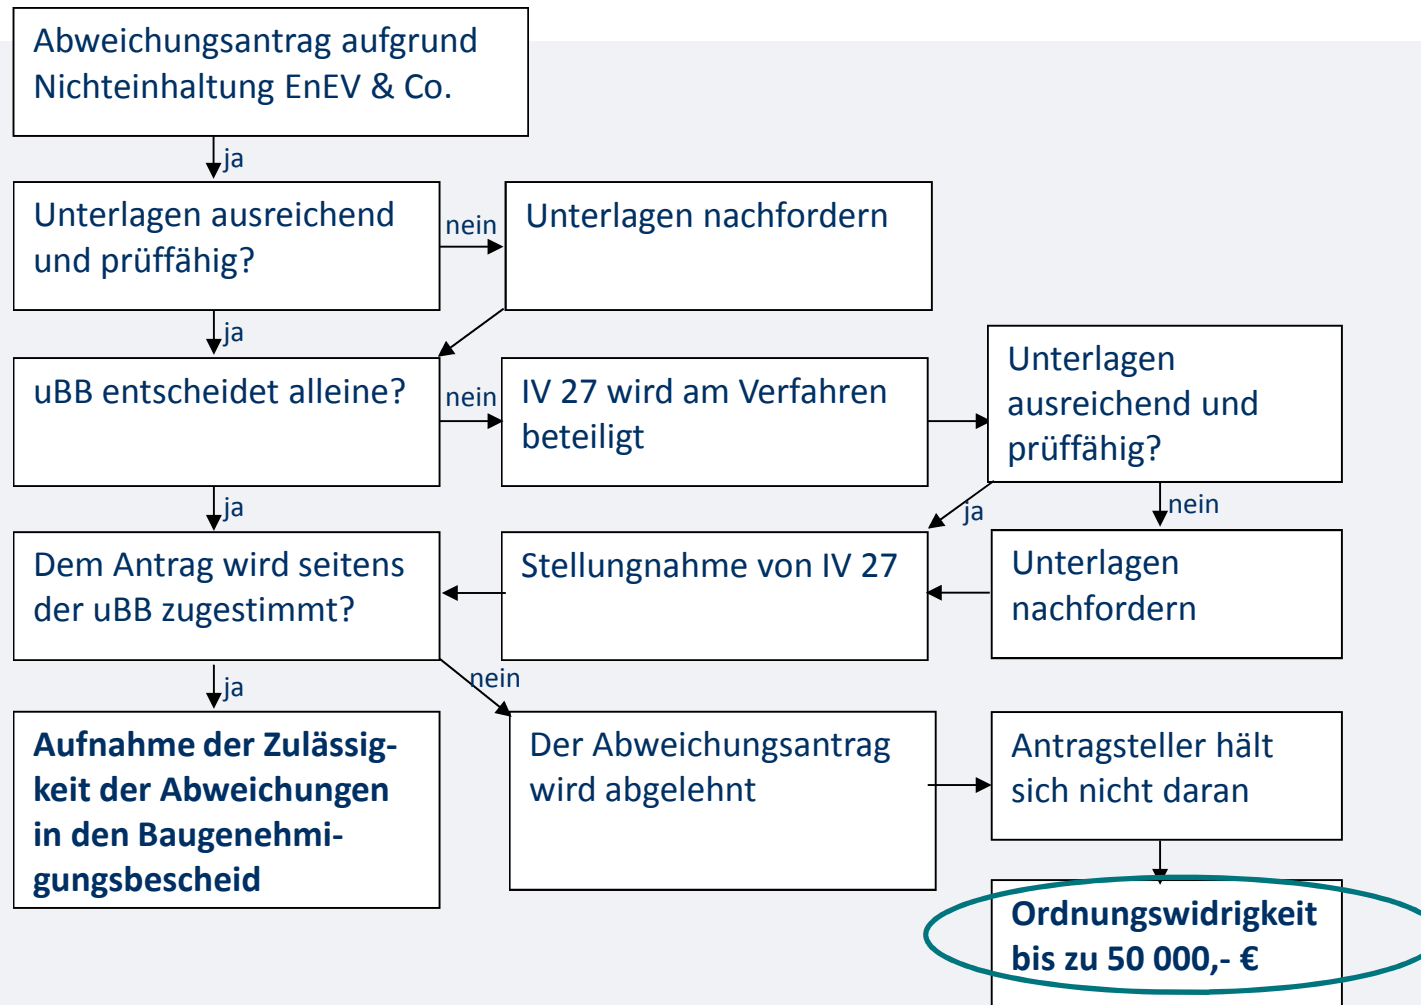 Abweichungsantrag aufgrund
Nichteinhaltung EnEV & Co.
ja
Unterlagen ausreichend
und prüffähig?
nein
Unterlagen nachfordern
ja
uBB entscheidet alleine?
nein
IV 27 wird am Verfahren
beteiligt
Unterlagen
ausreichend und
prüffähig?
ja
ja
nein
Dem Antrag wird seitens
der uBB zugestimmt?
Stellungnahme von IV 27
Unterlagen
nachfordern
ja
nein
Aufnahme der Zulässig-
keit der Abweichungen
in den Baugenehmi-
gungsbescheid
Der Abweichungsantrag
wird abgelehnt
Antragsteller hält
sich nicht daran
Ordnungswidrigkeit
bis zu 50 000,- €